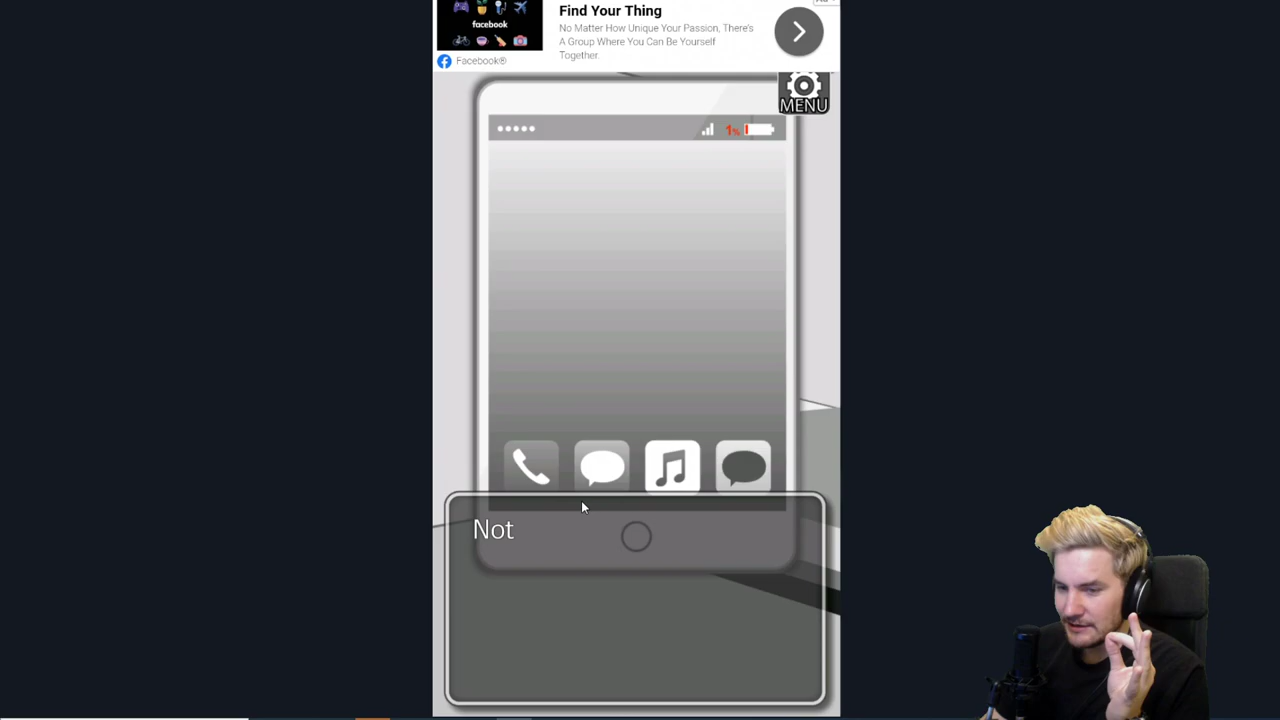 Find Your Thing
facebook
No Matter How Unique Your Passion, There's
A Group Where You Can Be Yourself
Together.
Facebook®
MENU
1%
Not